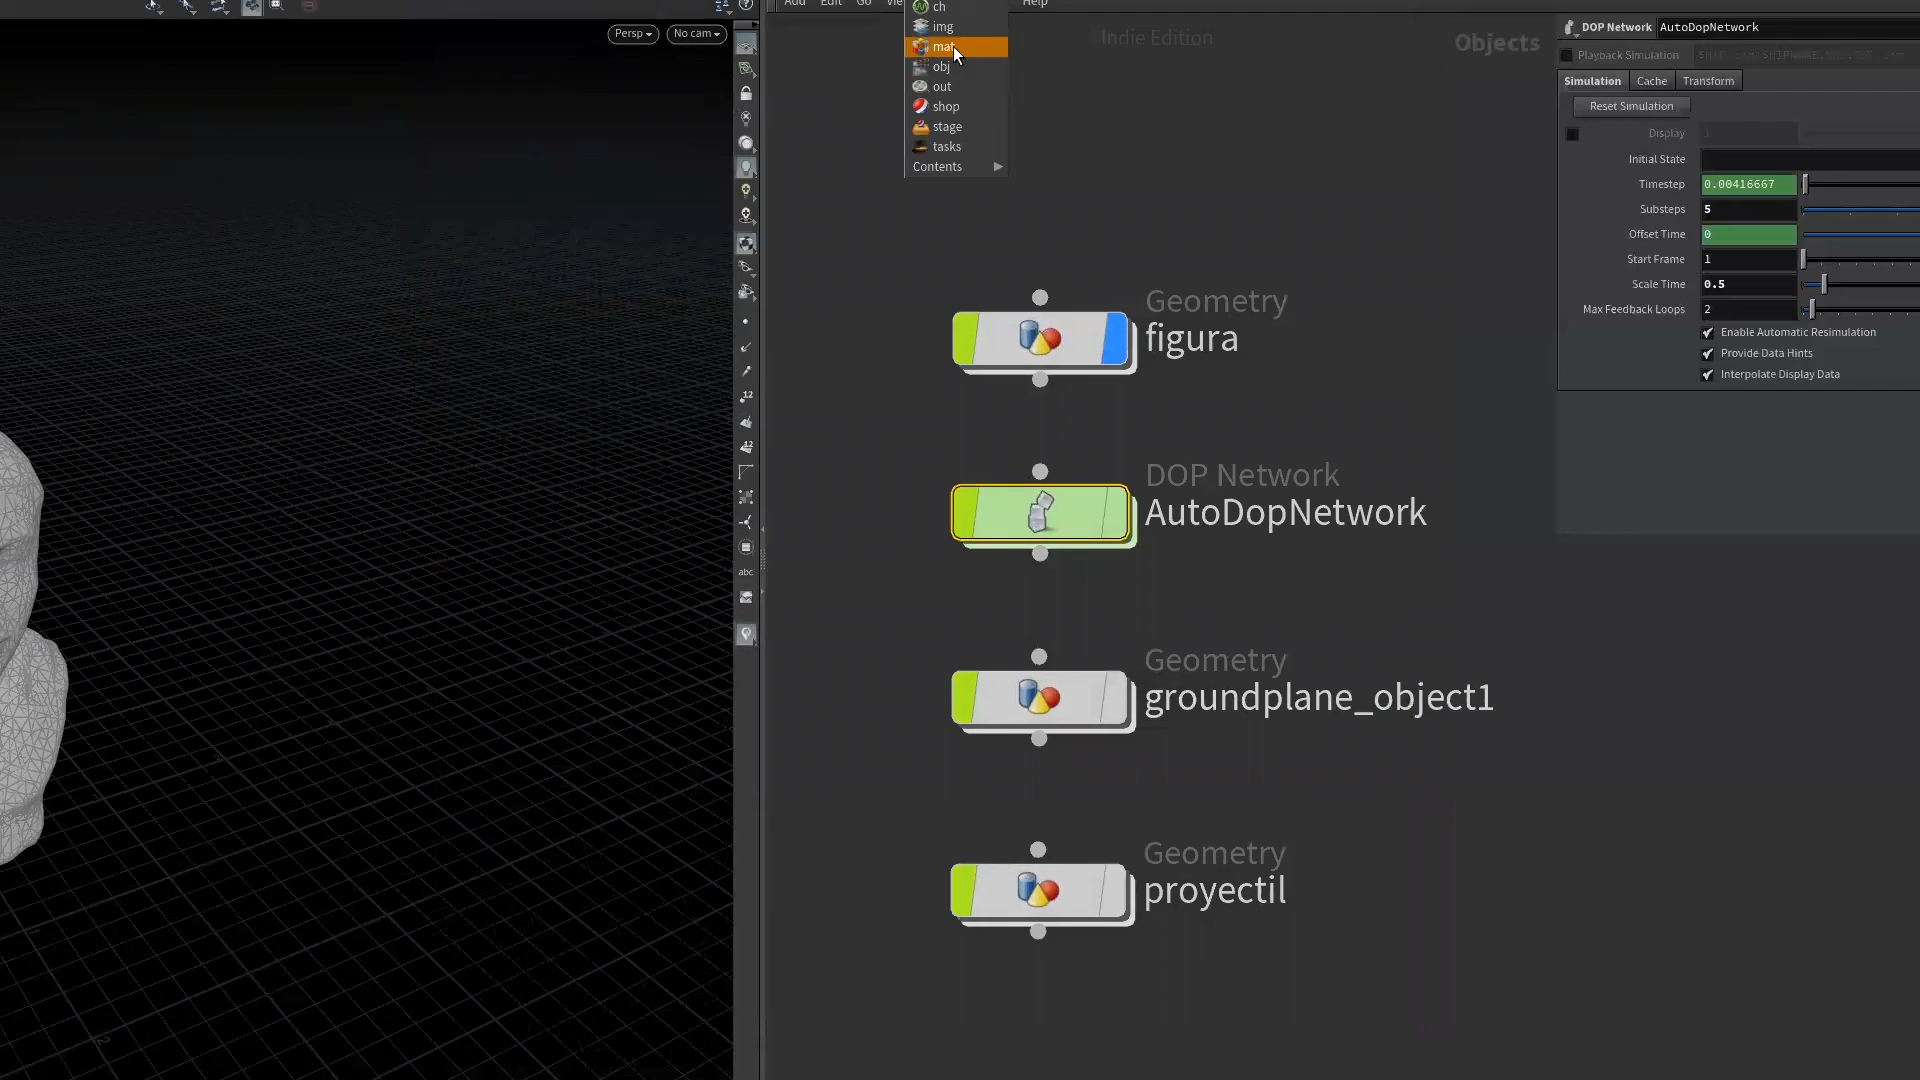 Add Edit Go Help
Persp No cam
ch
img
mat
obj
out
shop
stage
tasks
Contents
Indie Edition
Objects
Geometry
figura
DOP Network
AutoDopNetwork
Geometry
groundplane_object1
Geometry
proyectil
12
12
abc
DOP Network AutoDopNetwork
Playback Simulation
Simulation Cache Transform
Reset Simulation
Display 1
Initial State
Timestep 0.00416667
Substeps 5
Offset Time 0
Start Frame 1
Scale Time 0.5
Max Feedback Loops 2
Enable Automatic Resimulation
Provide Data Hints
Interpolate Display Data